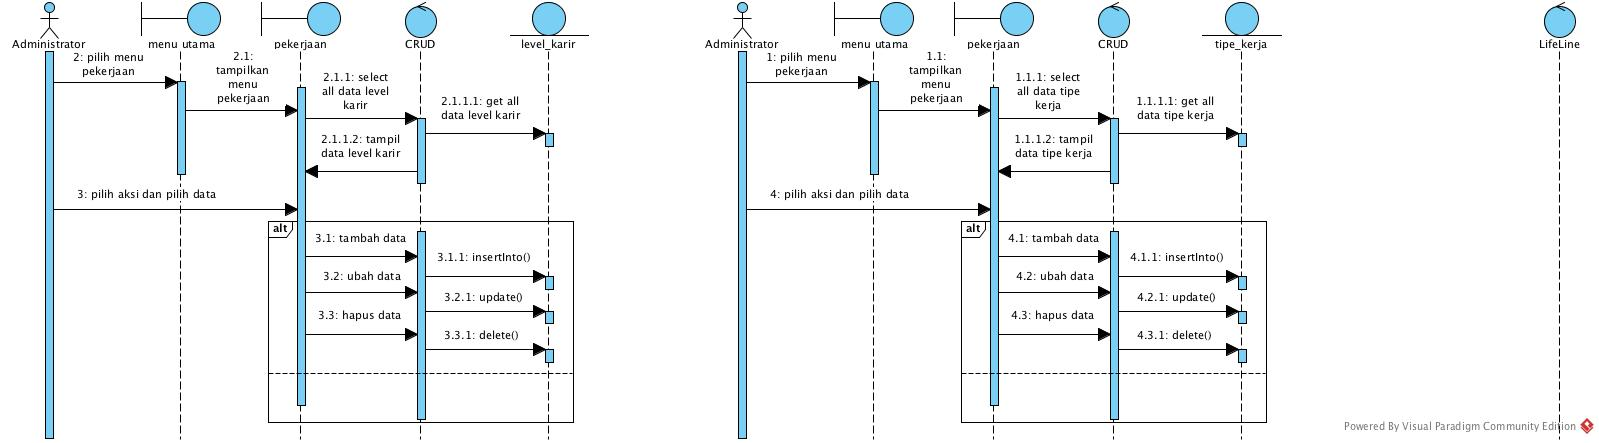 Administrator
menu utama
pekerjaan
CRUD
level_karir
2: pilih menu
pekerjaan
2.1:
tampilkan
menu
pekerjaan
2.1.1: select
all data level
karir
2.1.1.1: get all
data level karir
2.1.1.2: tampil
data level karir
3: pilih aksi dan pilih data
alt
3.1: tambah data
3.1.1: insertInto()
3.2: ubah data
3.2.1: update()
3.3: hapus data
3.3.1: delete()
Administrator
menu utama
pekerjaan
CRUD
tipe_kerja
1: pilih menu
pekerjaan
1.1:
tampilkan
menu
pekerjaan
1.1.1: select
all data tipe
kerja
1.1.1.1: get all
data tipe kerja
1.1.1.2: tampil
data tipe kerja
4: pilih aksi dan pilih data
alt
4.1: tambah data
4.1.1: insertInto()
4.2: ubah data
4.2.1: update()
4.3: hapus data
4.3.1: delete()
LifeLine
Powered By Visual Paradigm Community Edition